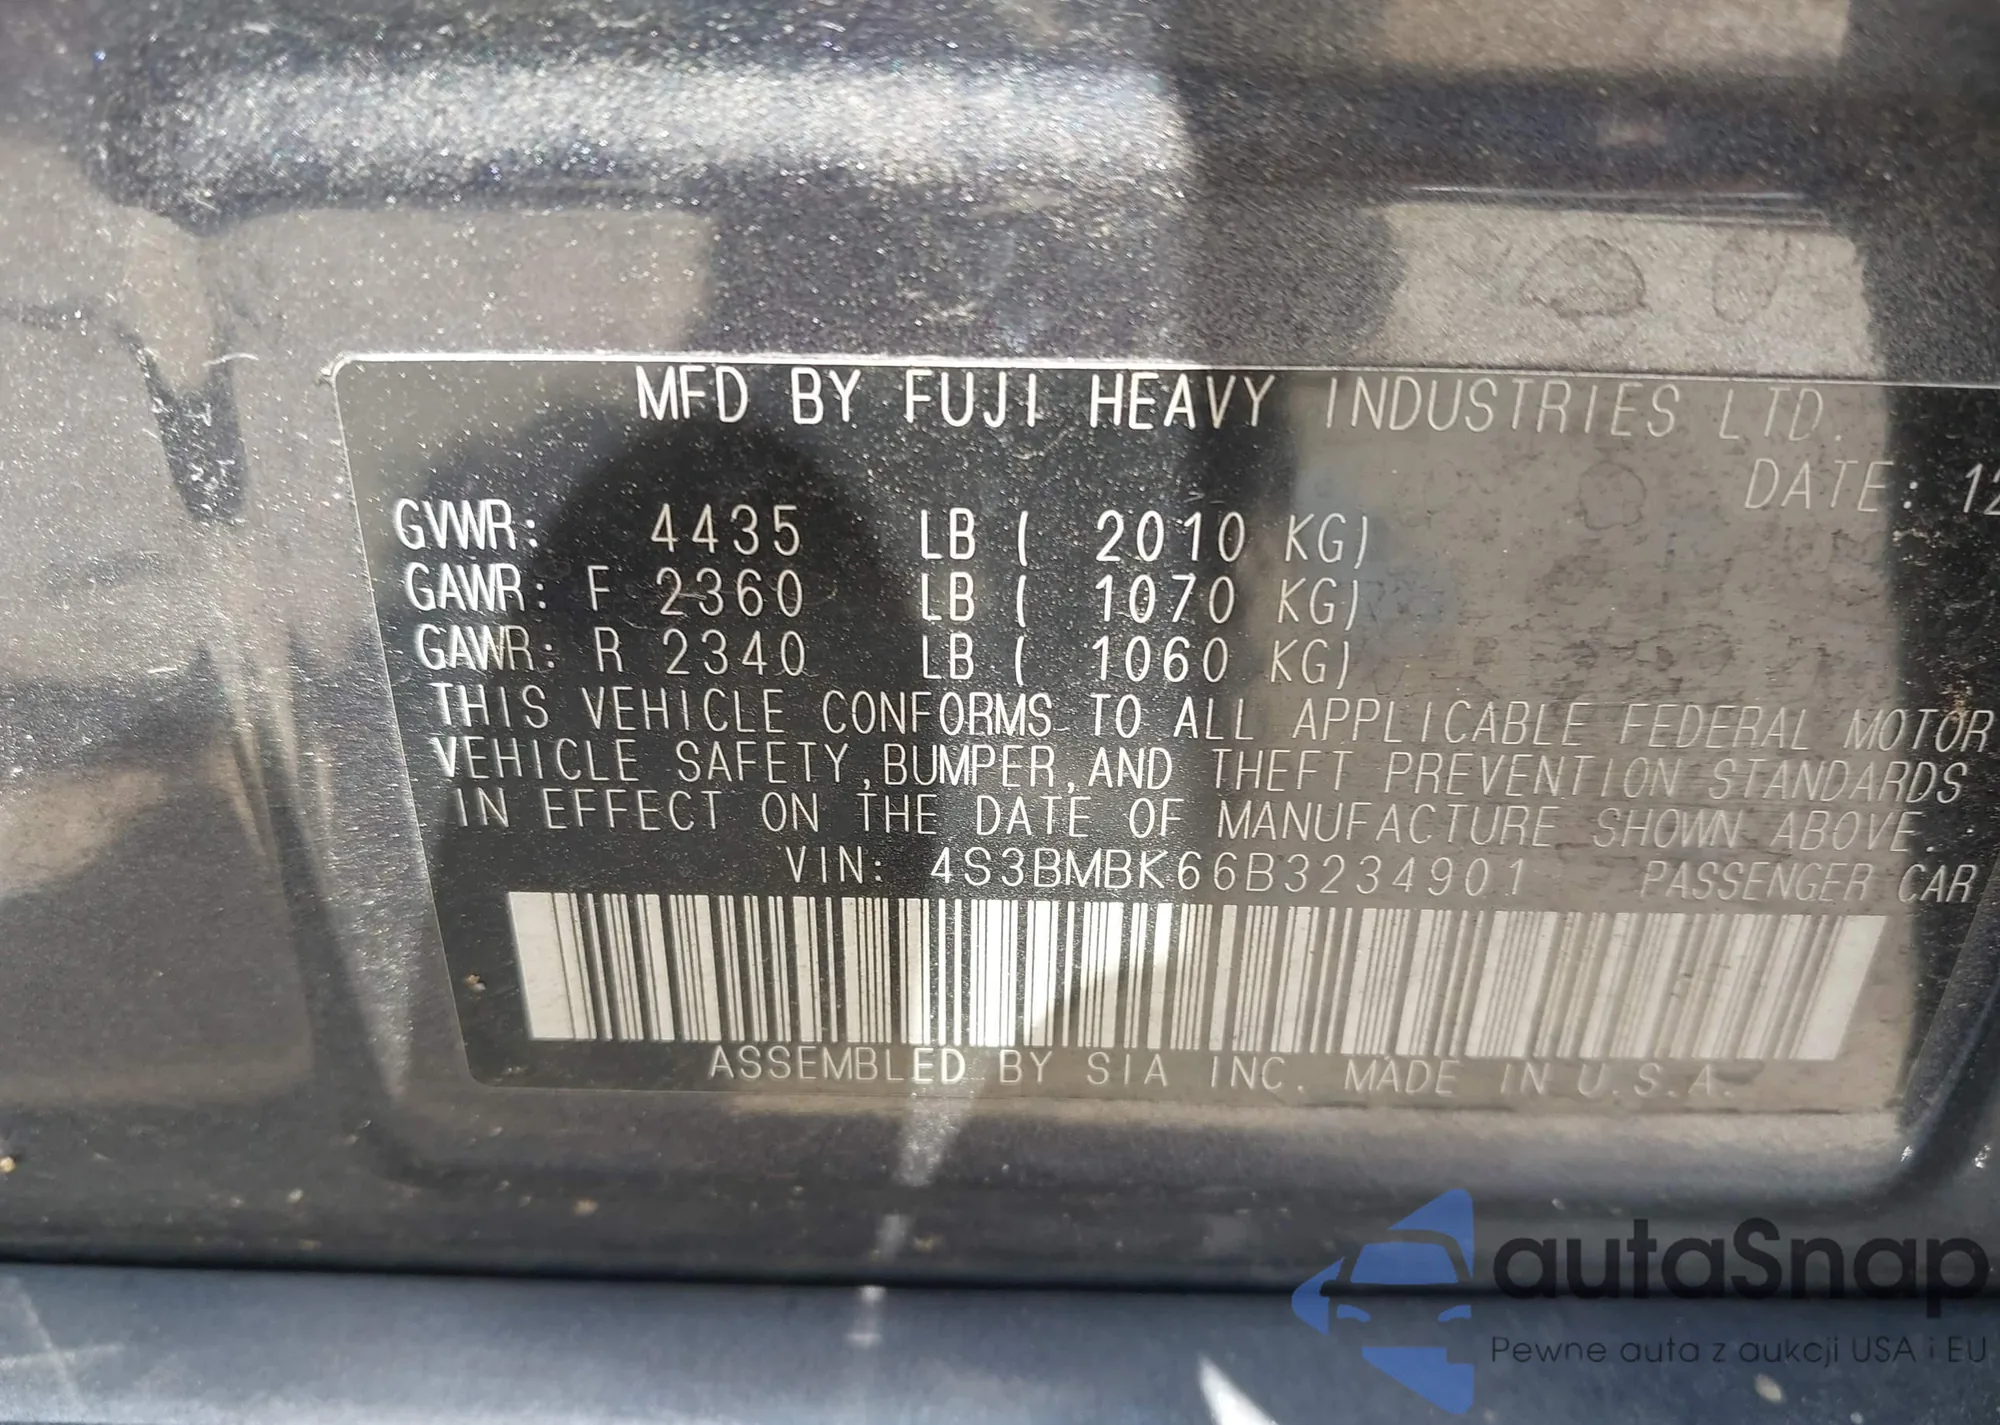 MFD BY FUJI HEAVY INDUSTRIES LTD.
DATE: 12
GVWR: 4435 LB ( 2010 KG)
GAWR: F 2360 LB ( 1070 KG)
GAWR: R 2340 LB ( 1060 KG)
THIS VEHICLE CONFORMS TO ALL APPLICABLE FEDERAL MOTOR
VEHICLE SAFETY,BUMPER,AND THEFT PREVENTION STANDARDS
IN EFFECT ON THE DATE OF MANUFACTURE SHOWN ABOVE.
VIN: 4S3BMBK66B3234901 PASSENGER CAR
ASSEMBLED BY SIA INC. MADE IN U.S.A.
autaSnap
Pewne auta z aukcji USA i EU